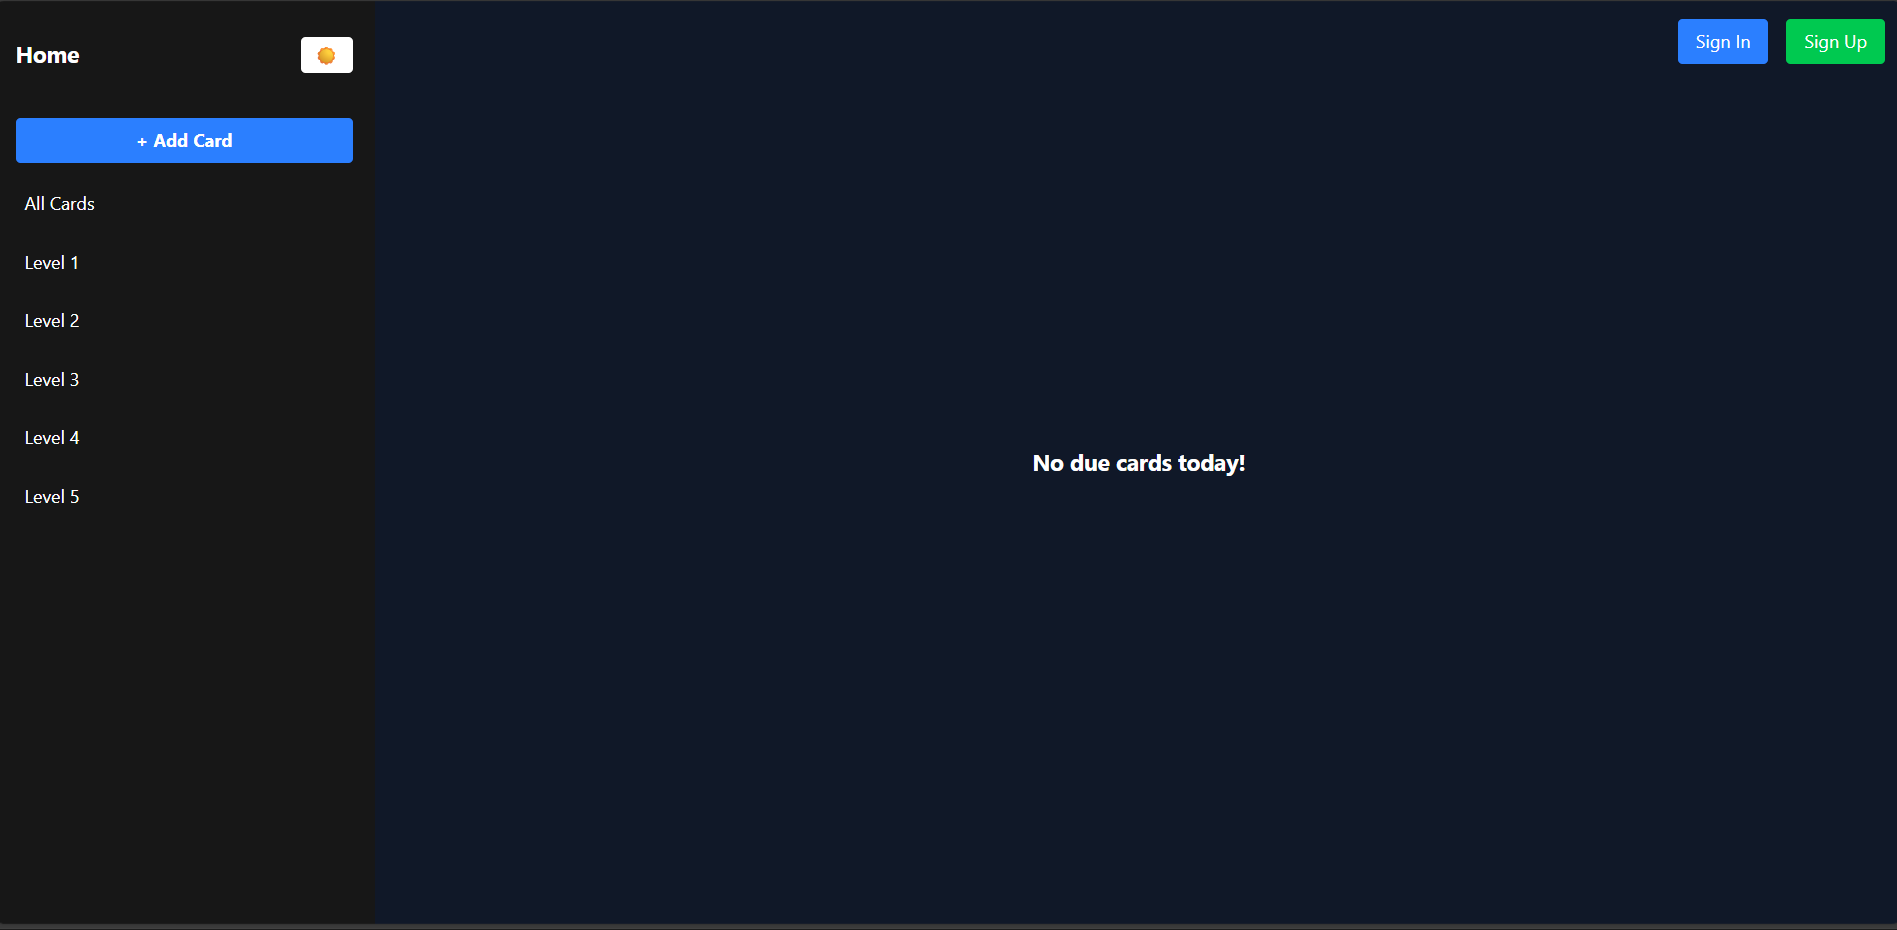 Home
+ Add Card
All Cards
Level 1
Level 2
Level 3
Level 4
Level 5
Sign In
Sign Up
No due cards today!